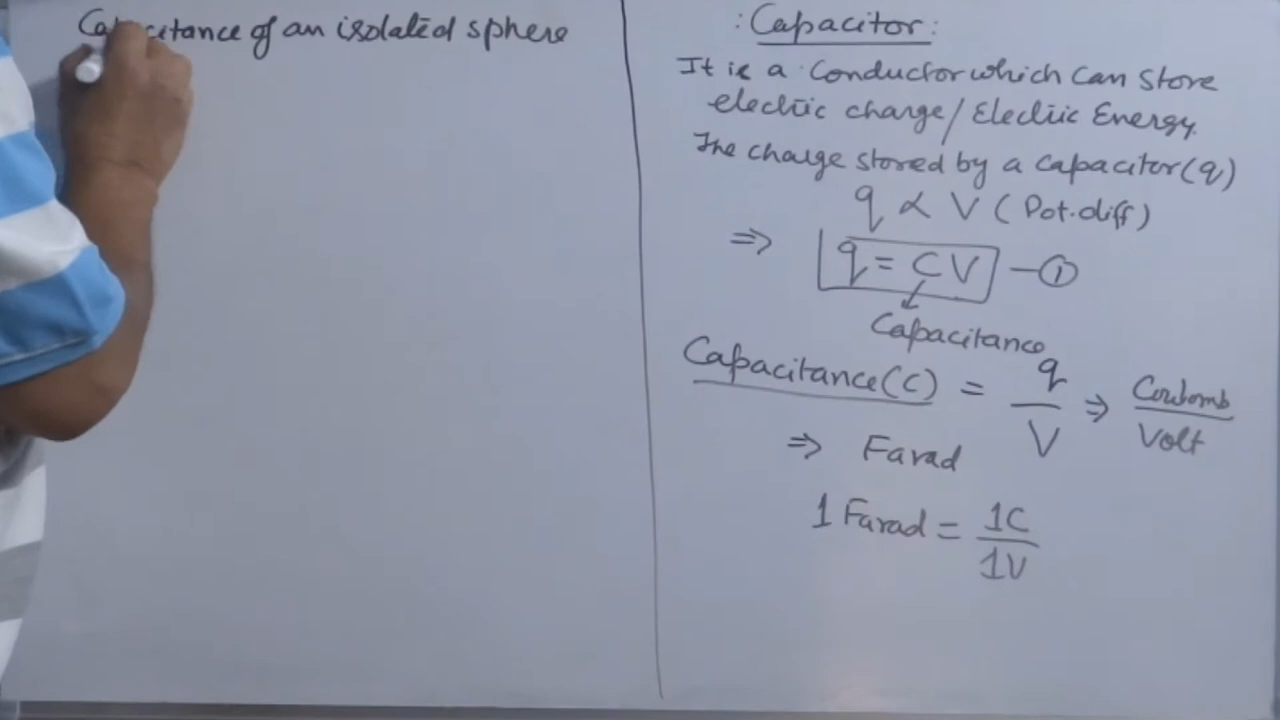 Capacitance of an isolated sphere
: Capacitor :
It is a Conductor which Can Store
electric charge / Electric Energy.
The charge stored by a Capacitor (q)
q ∝ V ( Pot. diff )
⇒ q = CV — ①
Capacitance
Capacitance (C) = q / V ⇒ Coulomb / Volt
⇒ Farad
1 Farad = 1C / 1V